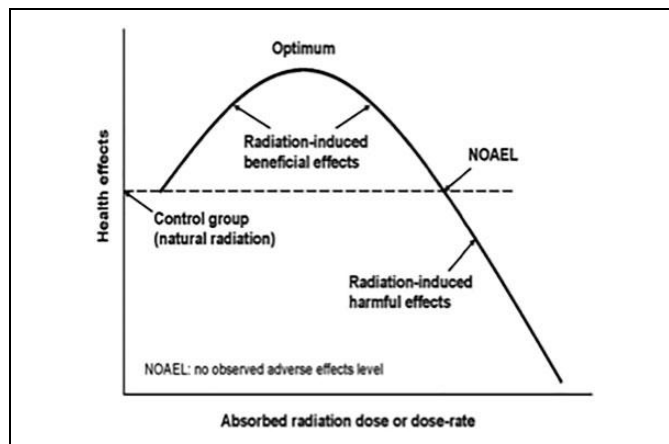 Optimum
Radiation-induced
beneficial effects
NOAEL
Health effects
Control group
(natural radiation)
Radiation-induced
harmful effects
NOAEL: no observed adverse effects level
Absorbed radiation dose or dose-rate